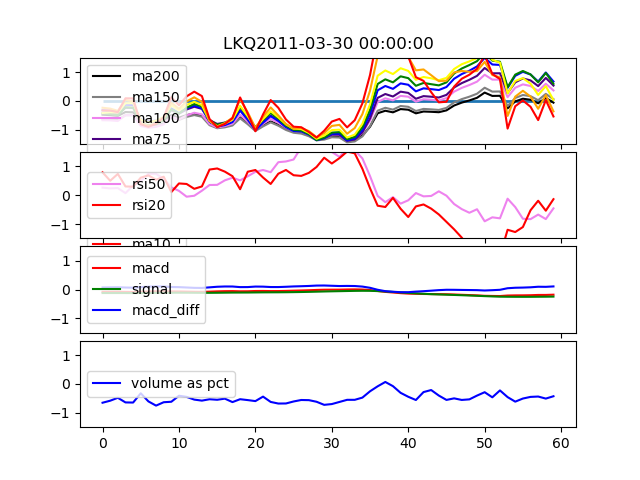 LKQ2011-03-30 00:00:00
1
0
−1
ma200
ma150
ma100
ma75
1
0
−1
rsi50
rsi20
ma10
1
0
−1
macd
signal
macd_diff
1
0
−1
volume as pct
0 10 20 30 40 50 60